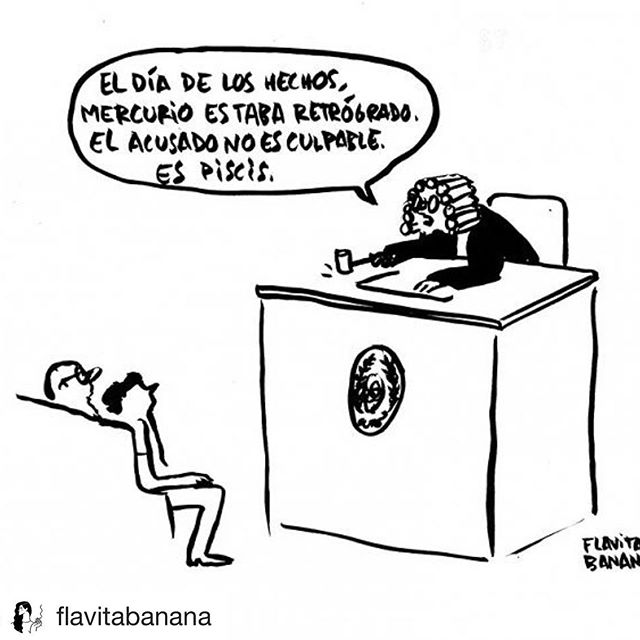 EL DÍA DE LOS HECHOS,
MERCURIO ESTABA RETRÓGRADO.
EL ACUSADO NO ES CULPABLE.
ES PISCIS.
FLAVITA
BANAN
flavitabanana